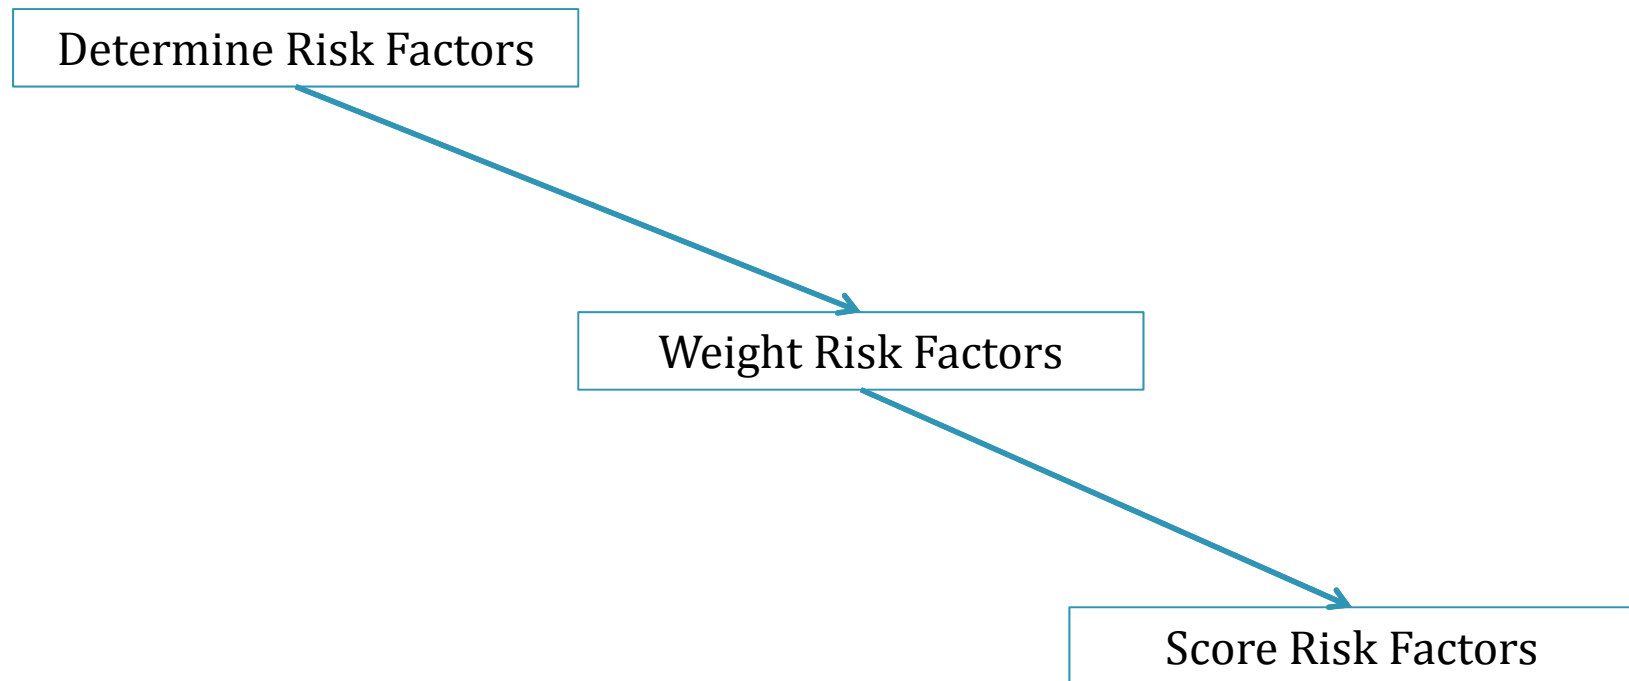 Determine Risk Factors
Weight Risk Factors
Score Risk Factors